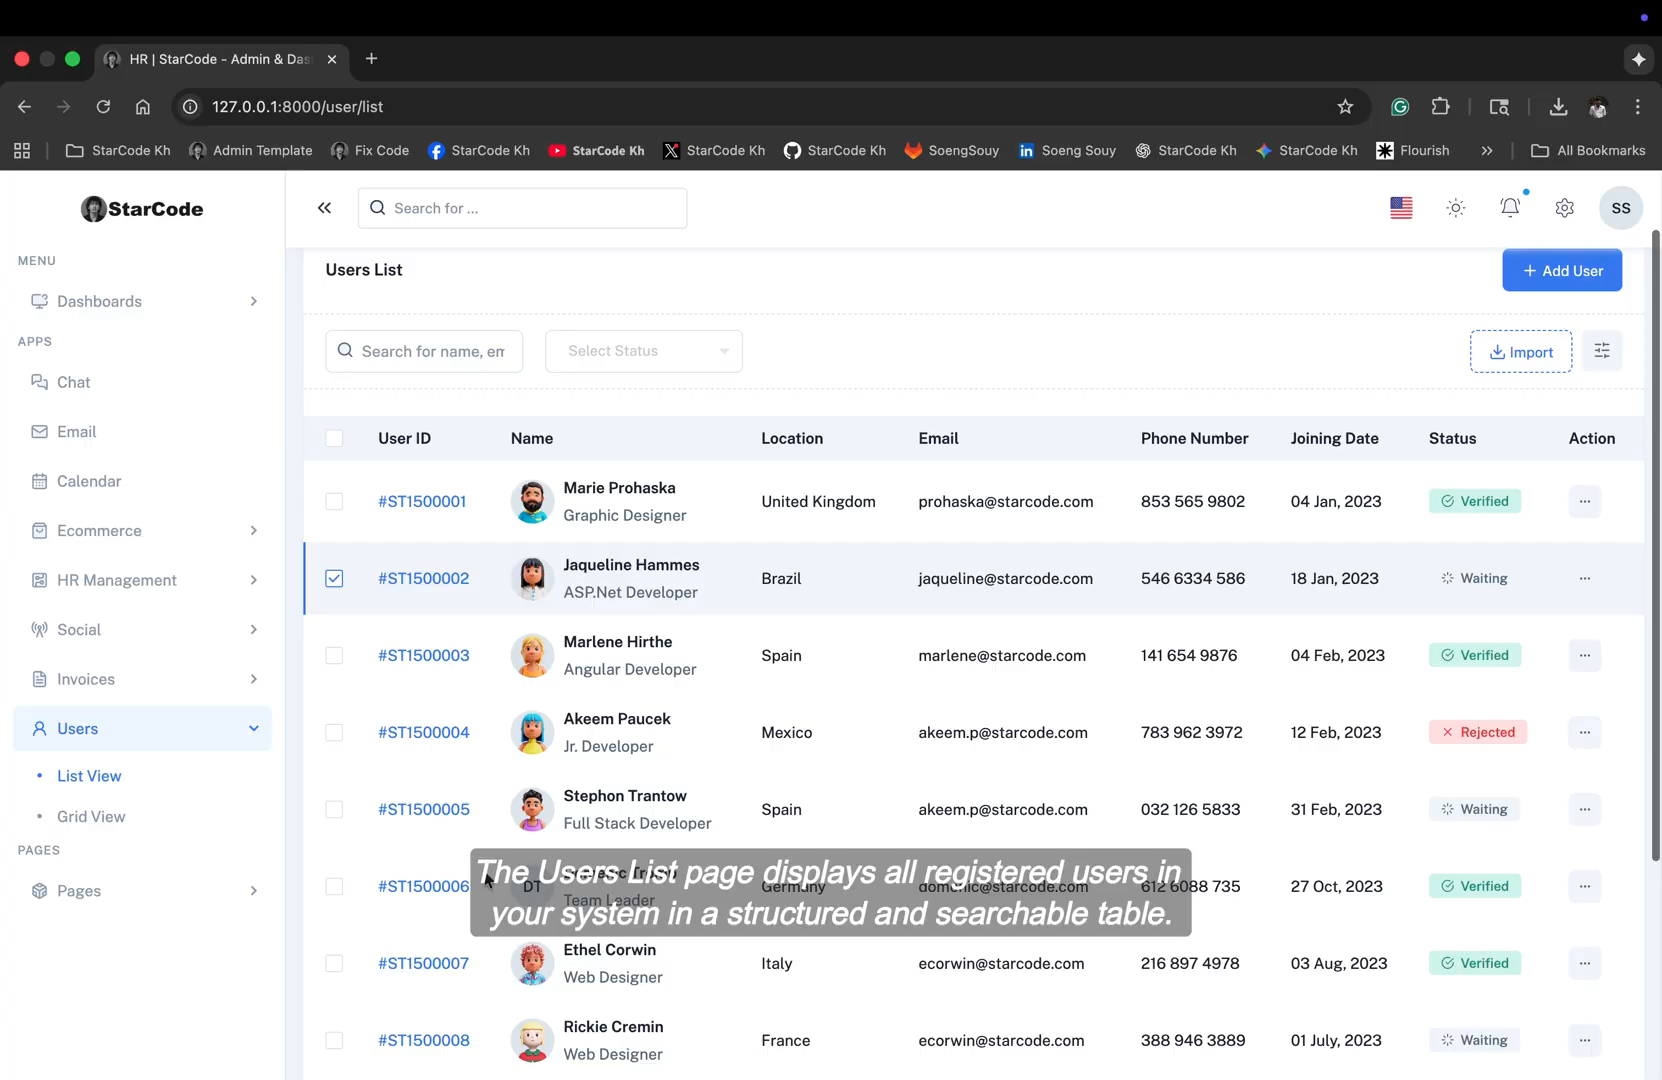 HR | StarCode - Admin & Das
127.0.0.1:8000/user/list
StarCode Kh
Admin Template
Fix Code
StarCode Kh
StarCode Kh
StarCode Kh
StarCode Kh
SoengSouy
Soeng Souy
StarCode Kh
StarCode Kh
Flourish
All Bookmarks
StarCode
Search for ...
SS
MENU
Dashboards
APPS
Chat
Email
Calendar
Ecommerce
HR Management
Social
Invoices
Users
List View
Grid View
PAGES
Pages
Users List
+ Add User
Search for name, em
Select Status
Import
User ID Name Location Email Phone Number Joining Date Status Action
#ST1500001 Marie Prohaska United Kingdom prohaska@starcode.com 853 565 9802 04 Jan, 2023 Verified
Graphic Designer
#ST1500002 Jaqueline Hammes Brazil jaqueline@starcode.com 546 6334 586 18 Jan, 2023 Waiting
ASP.Net Developer
#ST1500003 Marlene Hirthe Spain marlene@starcode.com 141 654 9876 04 Feb, 2023 Verified
Angular Developer
#ST1500004 Akeem Paucek Mexico akeem.p@starcode.com 783 962 3972 12 Feb, 2023 Rejected
Jr. Developer
#ST1500005 Stephon Trantow Spain akeem.p@starcode.com 032 126 5833 31 Feb, 2023 Waiting
Full Stack Developer
#ST1500006 DT Germany domenic@starcode.com 612 6088 735 27 Oct, 2023 Verified
Team Leader
The Users List page displays all registered users in
your system in a structured and searchable table.
#ST1500007 Ethel Corwin Italy ecorwin@starcode.com 216 897 4978 03 Aug, 2023 Verified
Web Designer
#ST1500008 Rickie Cremin France ecorwin@starcode.com 388 946 3889 01 July, 2023 Waiting
Web Designer